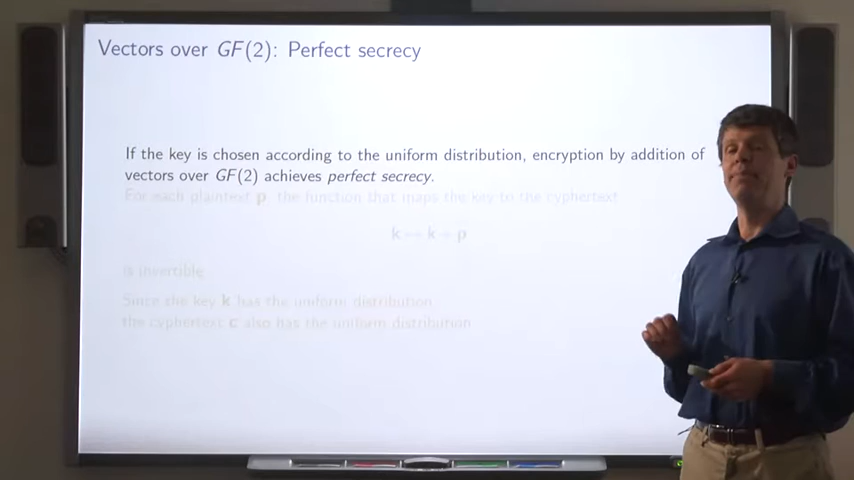 Vectors over GF(2): Perfect secrecy
If the key is chosen according to the uniform distribution, encryption by addition of
vectors over GF(2) achieves perfect secrecy.
For each plaintext p, the function that maps the key to the cyphertext
k ↦ k + p
is invertible
Since the key k has the uniform distribution
the cyphertext c also has the uniform distribution